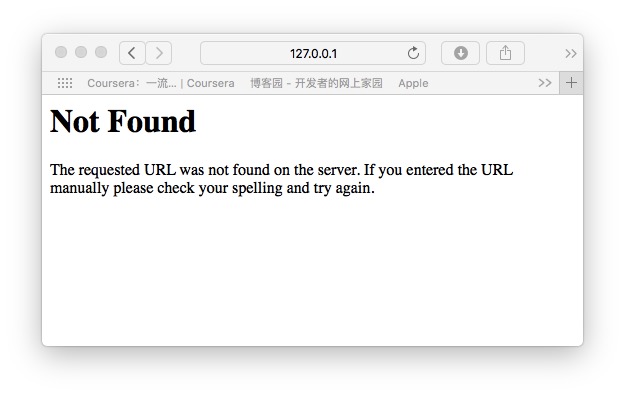 127.0.0.1
Coursera：一流... | Coursera 博客园 - 开发者的网上家园 Apple
Not Found
The requested URL was not found on the server. If you entered the URL
manually please check your spelling and try again.